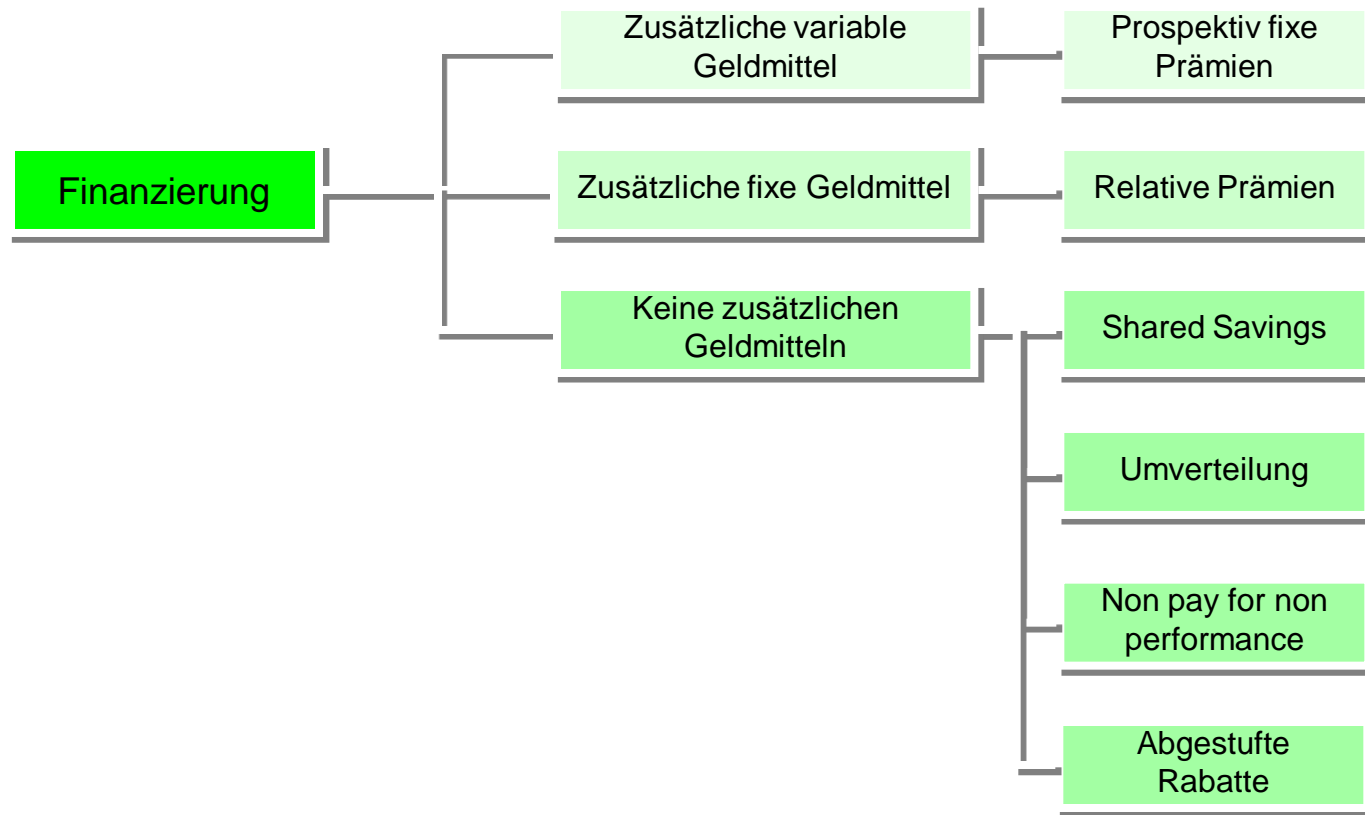 Finanzierung
Zusätzliche variable
Geldmittel
Prospektiv fixe
Prämien
Zusätzliche fixe Geldmittel
Relative Prämien
Keine zusätzlichen
Geldmitteln
Shared Savings
Umverteilung
Non pay for non
performance
Abgestufte
Rabatte